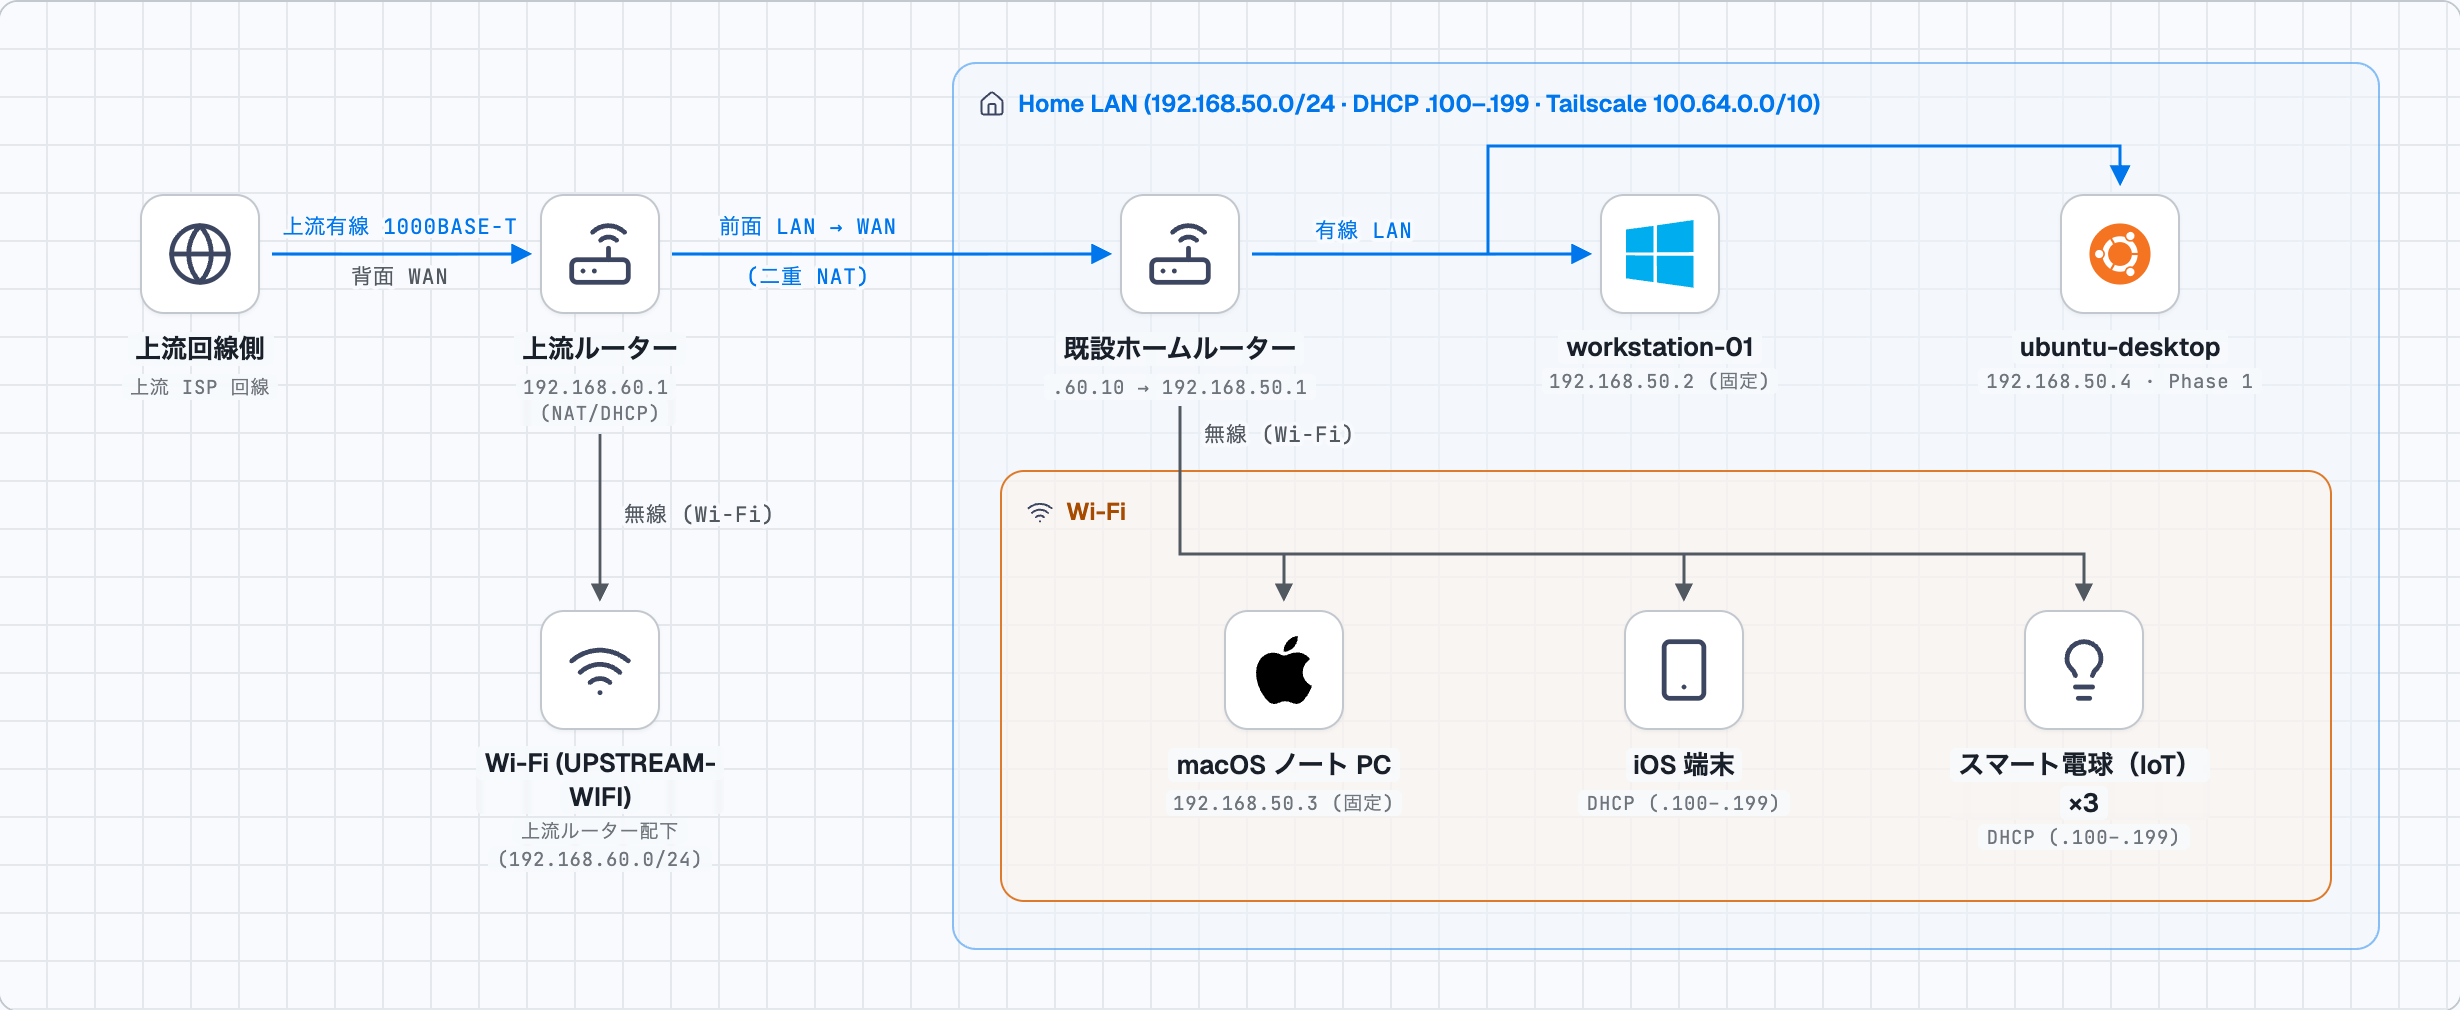 Home LAN (192.168.50.0/24 · DHCP .100–.199 · Tailscale 100.64.0.0/10)
上流有線 1000BASE-T
背面 WAN
前面 LAN → WAN
(二重 NAT)
有線 LAN
上流回線側
上流 ISP 回線
上流ルーター
192.168.60.1
(NAT/DHCP)
既設ホームルーター
.60.10 → 192.168.50.1
workstation-01
192.168.50.2 (固定)
ubuntu-desktop
192.168.50.4 · Phase 1
無線 (Wi-Fi)
無線 (Wi-Fi)
Wi-Fi
Wi-Fi (UPSTREAM-
WIFI)
上流ルーター配下
(192.168.60.0/24)
macOS ノート PC
192.168.50.3 (固定)
iOS 端末
DHCP (.100–.199)
スマート電球（IoT）
×3
DHCP (.100–.199)